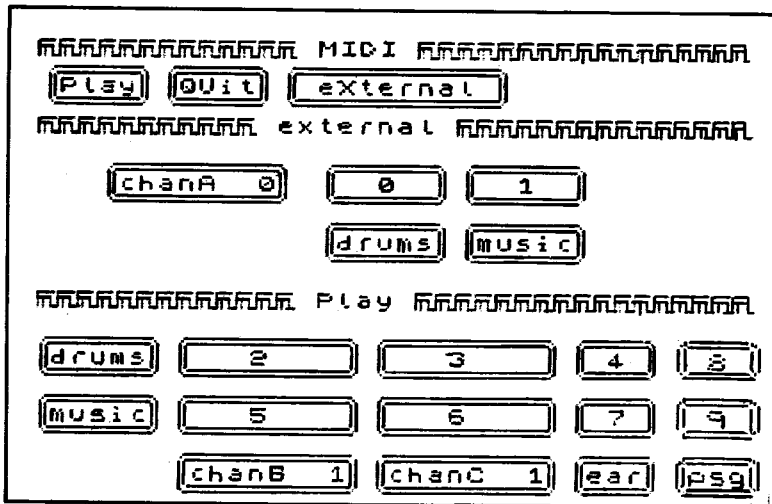 MIDI
Play QUit eXternal
external
chanA 0 0 1
drums music
Play
drums 2 3 4 8
music 5 6 7 9
chanB 1 chanC 1 ear psg